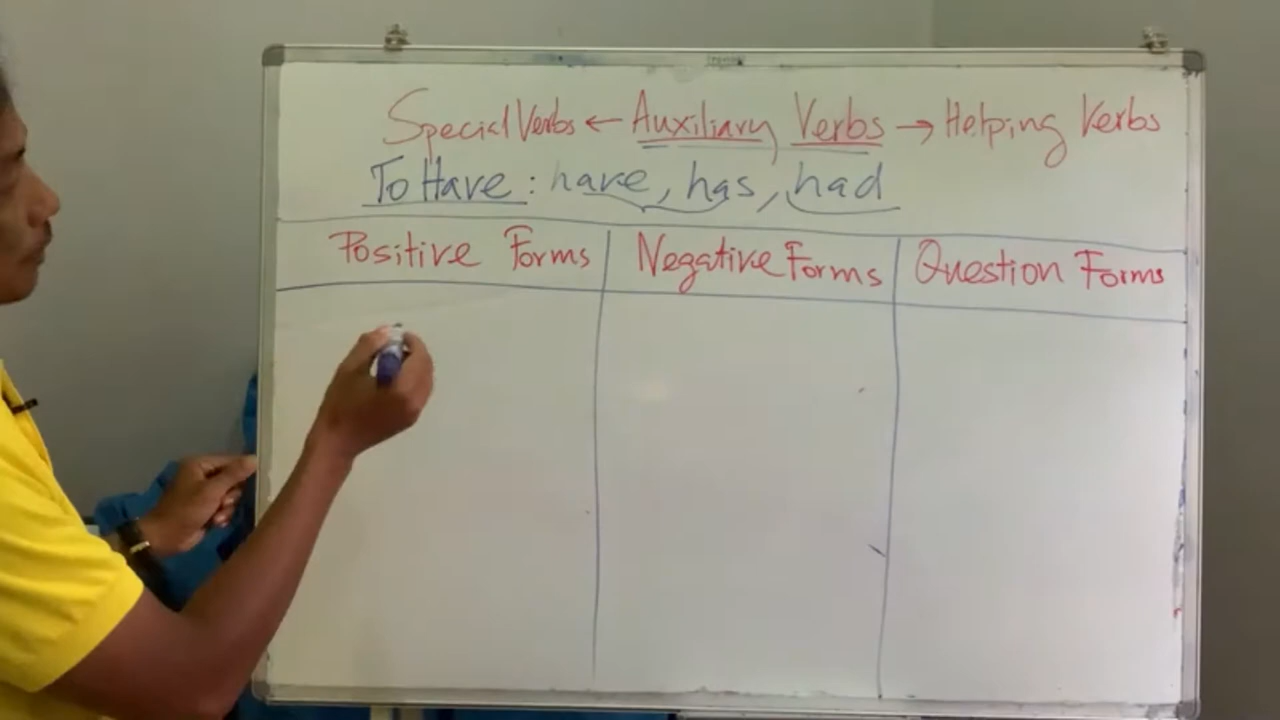 Special Verbs ← Auxiliary Verbs → Helping Verbs
To Have : have, has, had
Positive Forms Negative Forms Question Forms